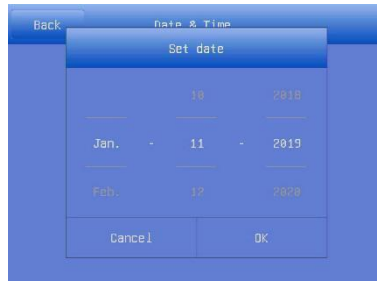 Back Date & Time
Set date
10 2018
Jan. - 11 - 2019
Feb. 12 2020
Cancel OK